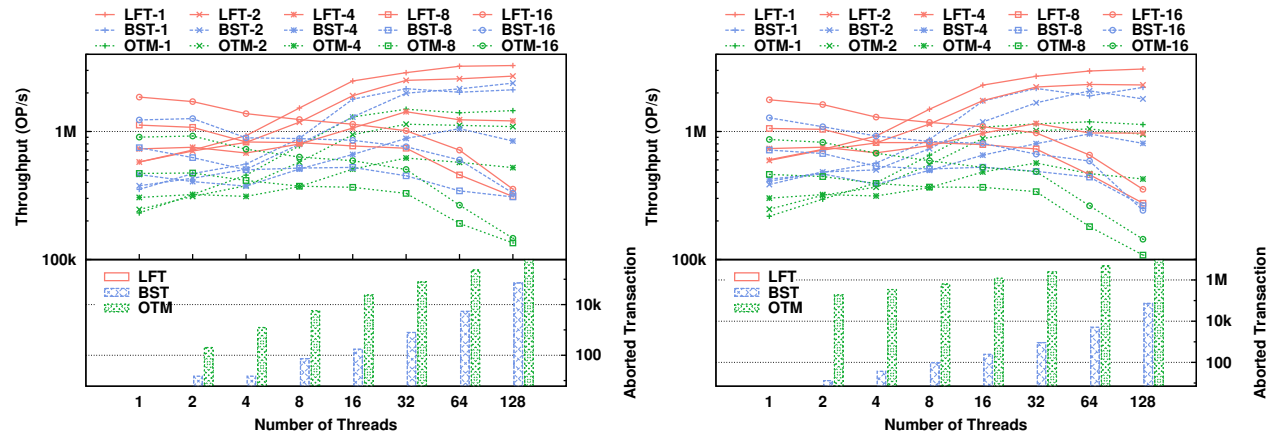 LFT-1 LFT-2 LFT-4 LFT-8 LFT-16
BST-1 BST-2 BST-4 BST-8 BST-16
OTM-1 OTM-2 OTM-4 OTM-8 OTM-16
Throughput (OP/s)
1M
100k
LFT
BST
OTM
10k
100
Aborted Transaction
1 2 4 8 16 32 64 128
Number of Threads
LFT-1 LFT-2 LFT-4 LFT-8 LFT-16
BST-1 BST-2 BST-4 BST-8 BST-16
OTM-1 OTM-2 OTM-4 OTM-8 OTM-16
Throughput (OP/s)
1M
100k
LFT
BST
OTM
1M
10k
100
Aborted Transaction
1 2 4 8 16 32 64 128
Number of Threads